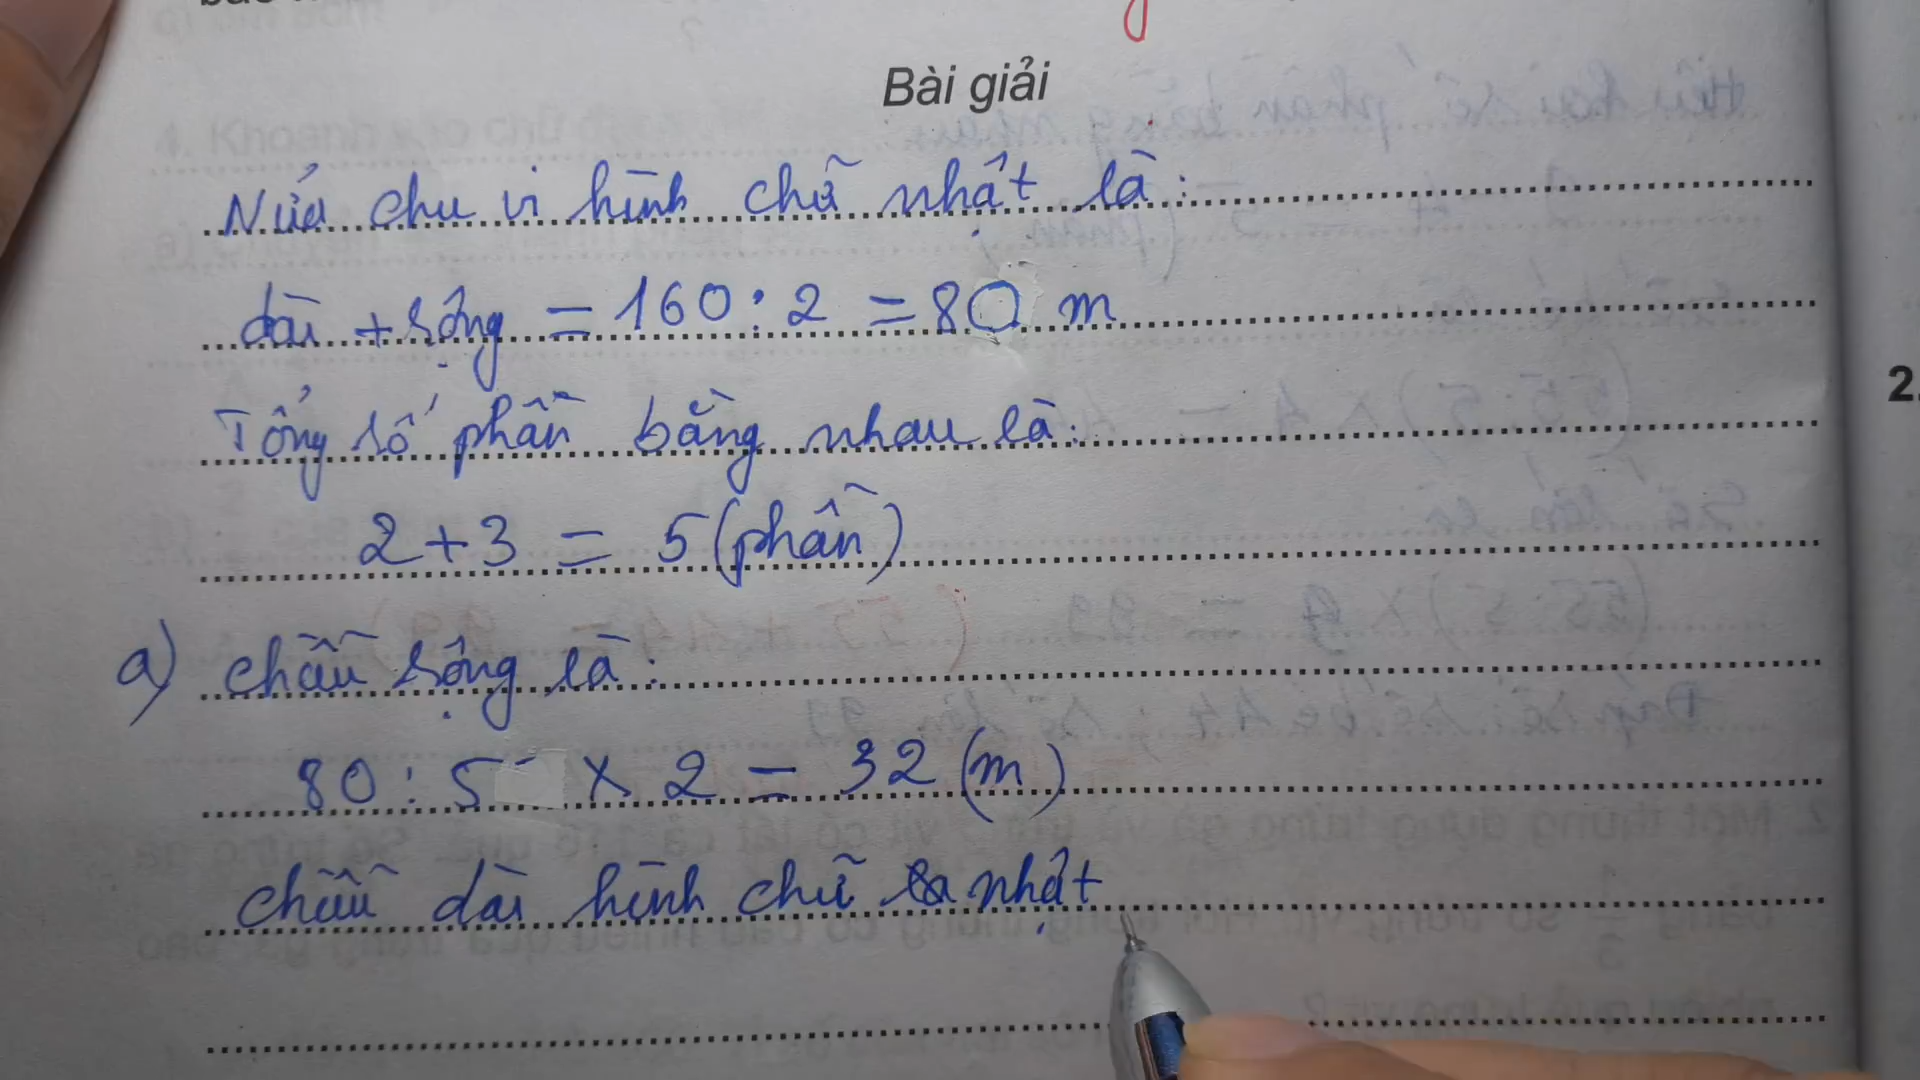 Bài giải
Nửa chu vi hình chữ nhật là:
dài + rộng = 160 : 2 = 80 m
Tổng số phần bằng nhau là:
2 + 3 = 5 (phần)
a) chiều rộng là:
80 : 5 x 2 = 32 (m)
chiều dài hình chữ nhật
2.